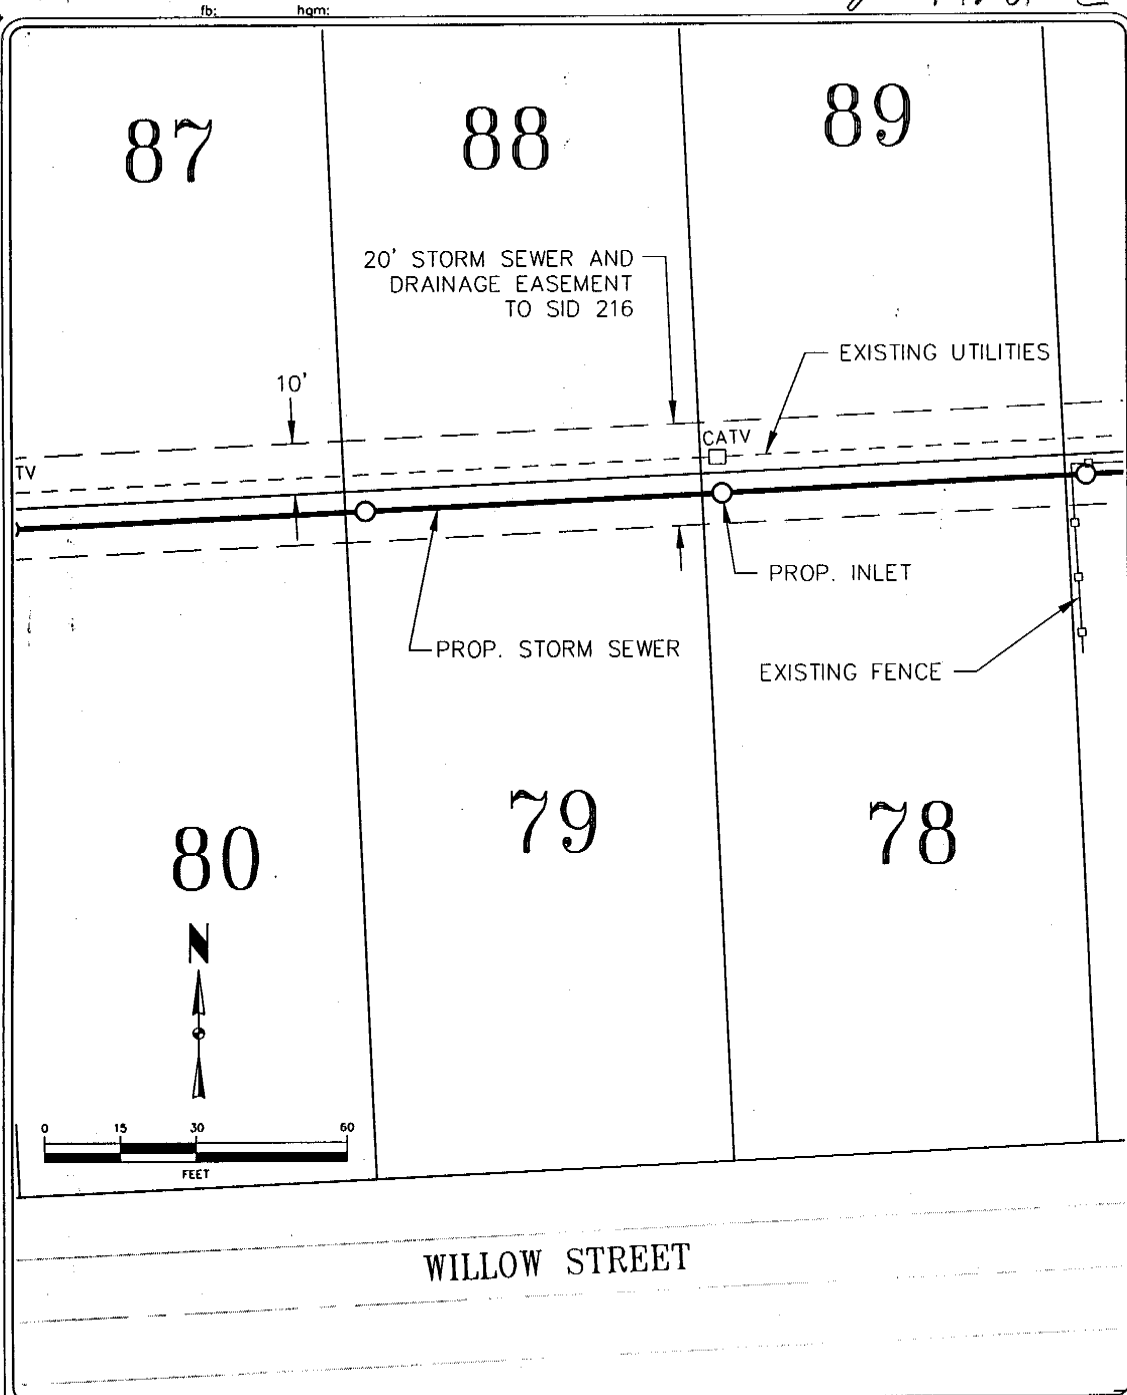 fb:
hgm:
87
88
89
20' STORM SEWER AND
DRAINAGE EASEMENT
TO SID 216
EXISTING UTILITIES
10'
CATV
TV
PROP. INLET
PROP. STORM SEWER
EXISTING FENCE
80
79
78
N
0 15 30 60
FEET
WILLOW STREET